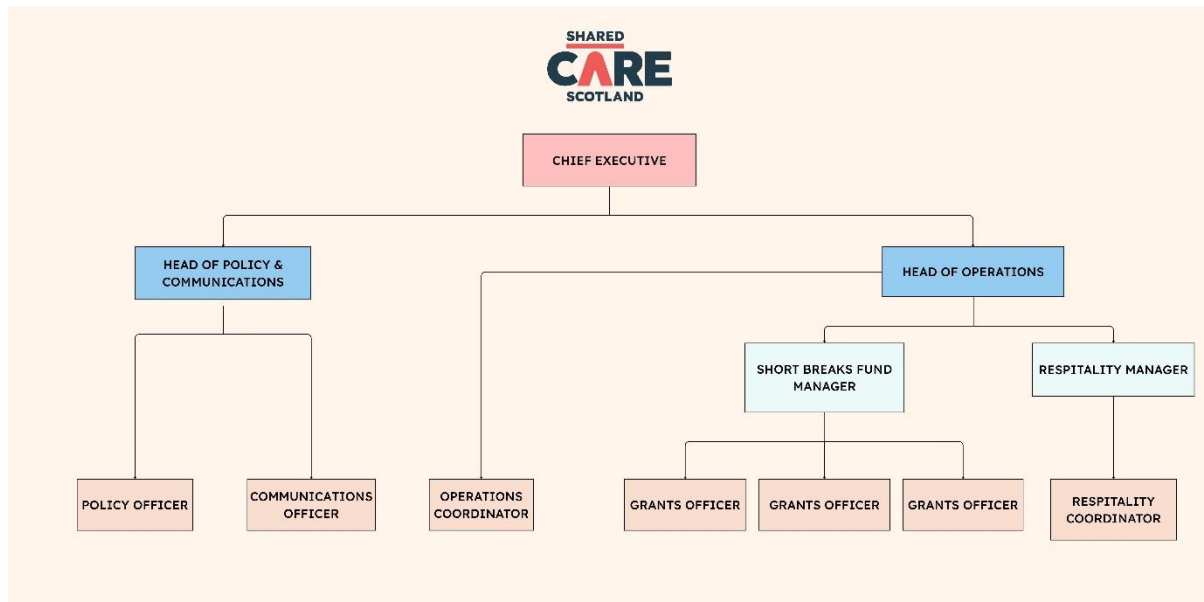 SHARED
CARE
SCOTLAND
CHIEF EXECUTIVE
HEAD OF POLICY &
COMMUNICATIONS
HEAD OF OPERATIONS
SHORT BREAKS FUND
MANAGER
RESPITALITY MANAGER
POLICY OFFICER
COMMUNICATIONS
OFFICER
OPERATIONS
COORDINATOR
GRANTS OFFICER
GRANTS OFFICER
GRANTS OFFICER
RESPITALITY
COORDINATOR